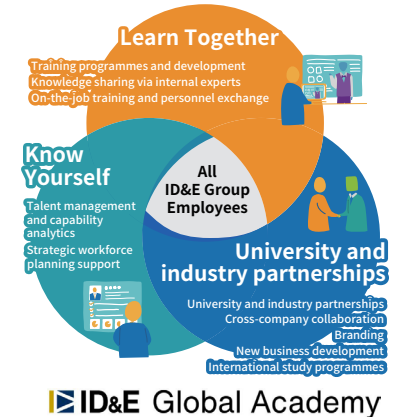 Learn Together
Training programmes and development
Knowledge sharing via internal experts
On-the-job training and personnel exchange
Know
Yourself
Talent management
and capability
analytics
Strategic workforce
planning support
All
ID&E Group
Employees
University and
industry partnerships
University and industry partnerships
Cross-company collaboration
Branding
New business development
International study programmes
ID&E Global Academy